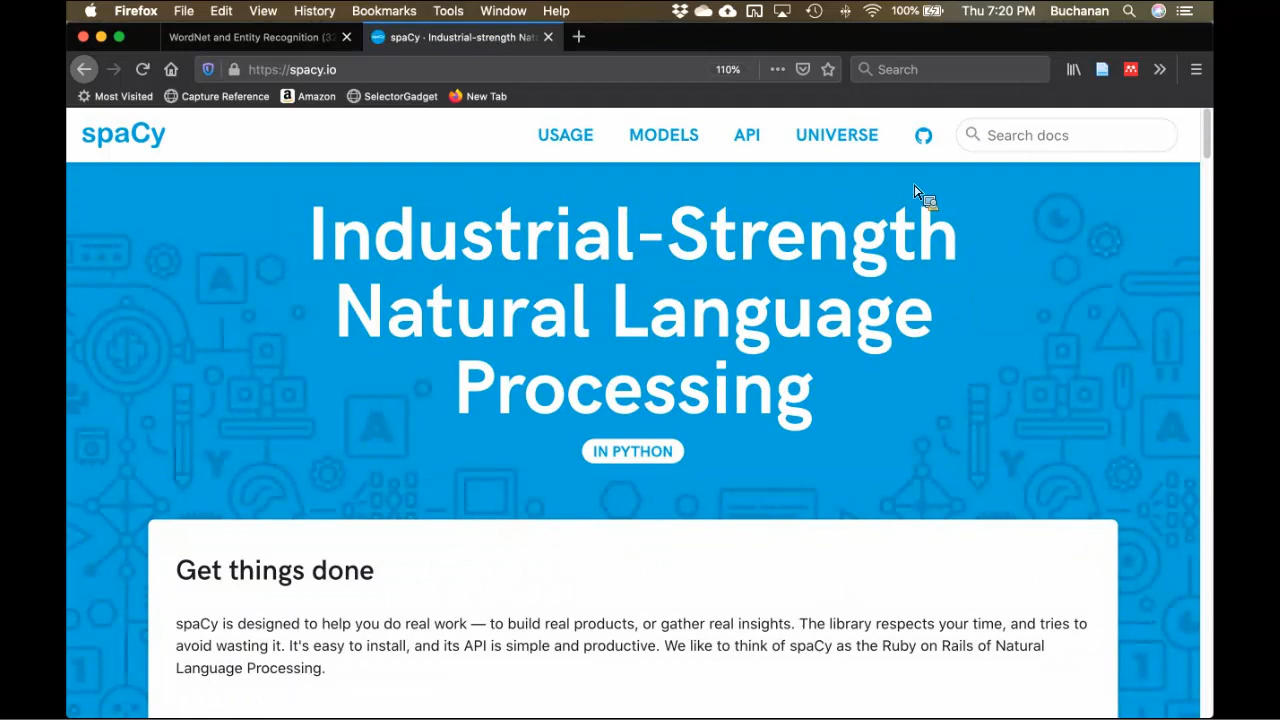 Firefox File Edit View History Bookmarks Tools Window Help 100% Thu 7:20 PM Buchanan
WordNet and Entity Recognition (3 spaCy · Industrial-strength Nat
https://spacy.io 110% Search
Most Visited Capture Reference Amazon SelectorGadget New Tab
spaCy USAGE MODELS API UNIVERSE Search docs
Industrial-Strength
Natural Language
Processing
IN PYTHON
Get things done
spaCy is designed to help you do real work — to build real products, or gather real insights. The library respects your time, and tries to
avoid wasting it. It's easy to install, and its API is simple and productive. We like to think of spaCy as the Ruby on Rails of Natural
Language Processing.